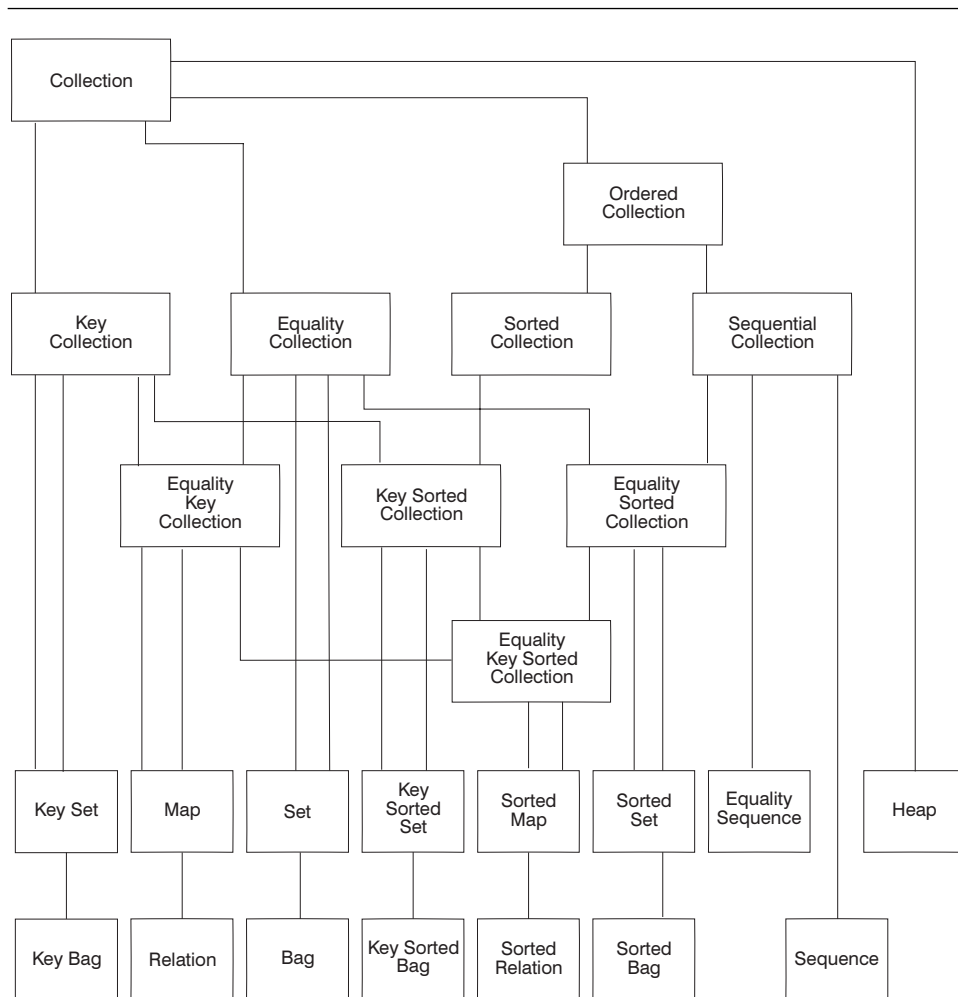 Collection
Ordered
Collection
Key
Collection
Equality
Collection
Sorted
Collection
Sequential
Collection
Equality
Key
Collection
Key Sorted
Collection
Equality
Sorted
Collection
Equality
Key Sorted
Collection
Key Set
Map
Set
Key
Sorted
Set
Sorted
Map
Sorted
Set
Equality
Sequence
Heap
Key Bag
Relation
Bag
Key Sorted
Bag
Sorted
Relation
Sorted
Bag
Sequence